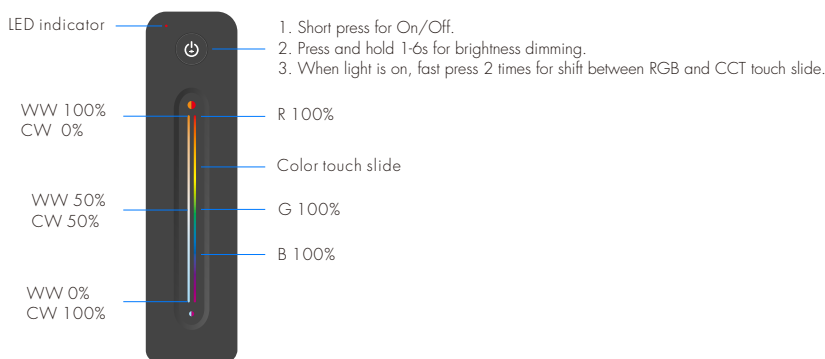 LED indicator
1. Short press for On/Off.
2. Press and hold 1-6s for brightness dimming.
3. When light is on, fast press 2 times for shift between RGB and CCT touch slide.
WW 100%
CW 0%
R 100%
Color touch slide
WW 50%
CW 50%
G 100%
B 100%
WW 0%
CW 100%